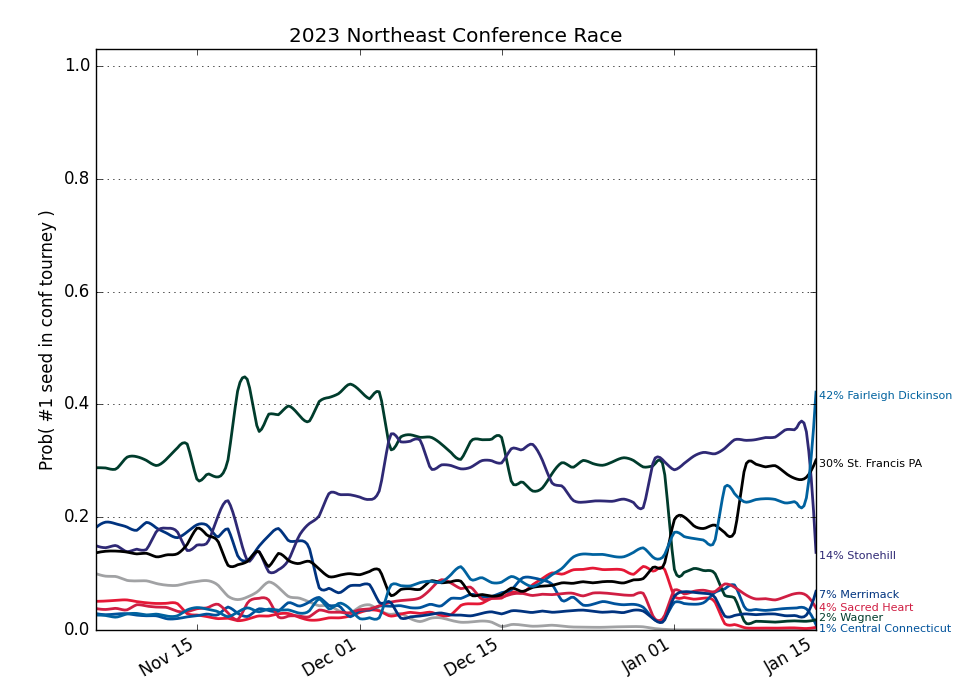 2023 Northeast Conference Race
Prob( #1 seed in conf tourney )
1.0
0.8
0.6
0.4
0.2
0.0
Nov 15
Dec 01
Dec 15
Jan 01
Jan 15
42% Fairleigh Dickinson
30% St. Francis PA
14% Stonehill
7% Merrimack
4% Sacred Heart
2% Wagner
1% Central Connecticut